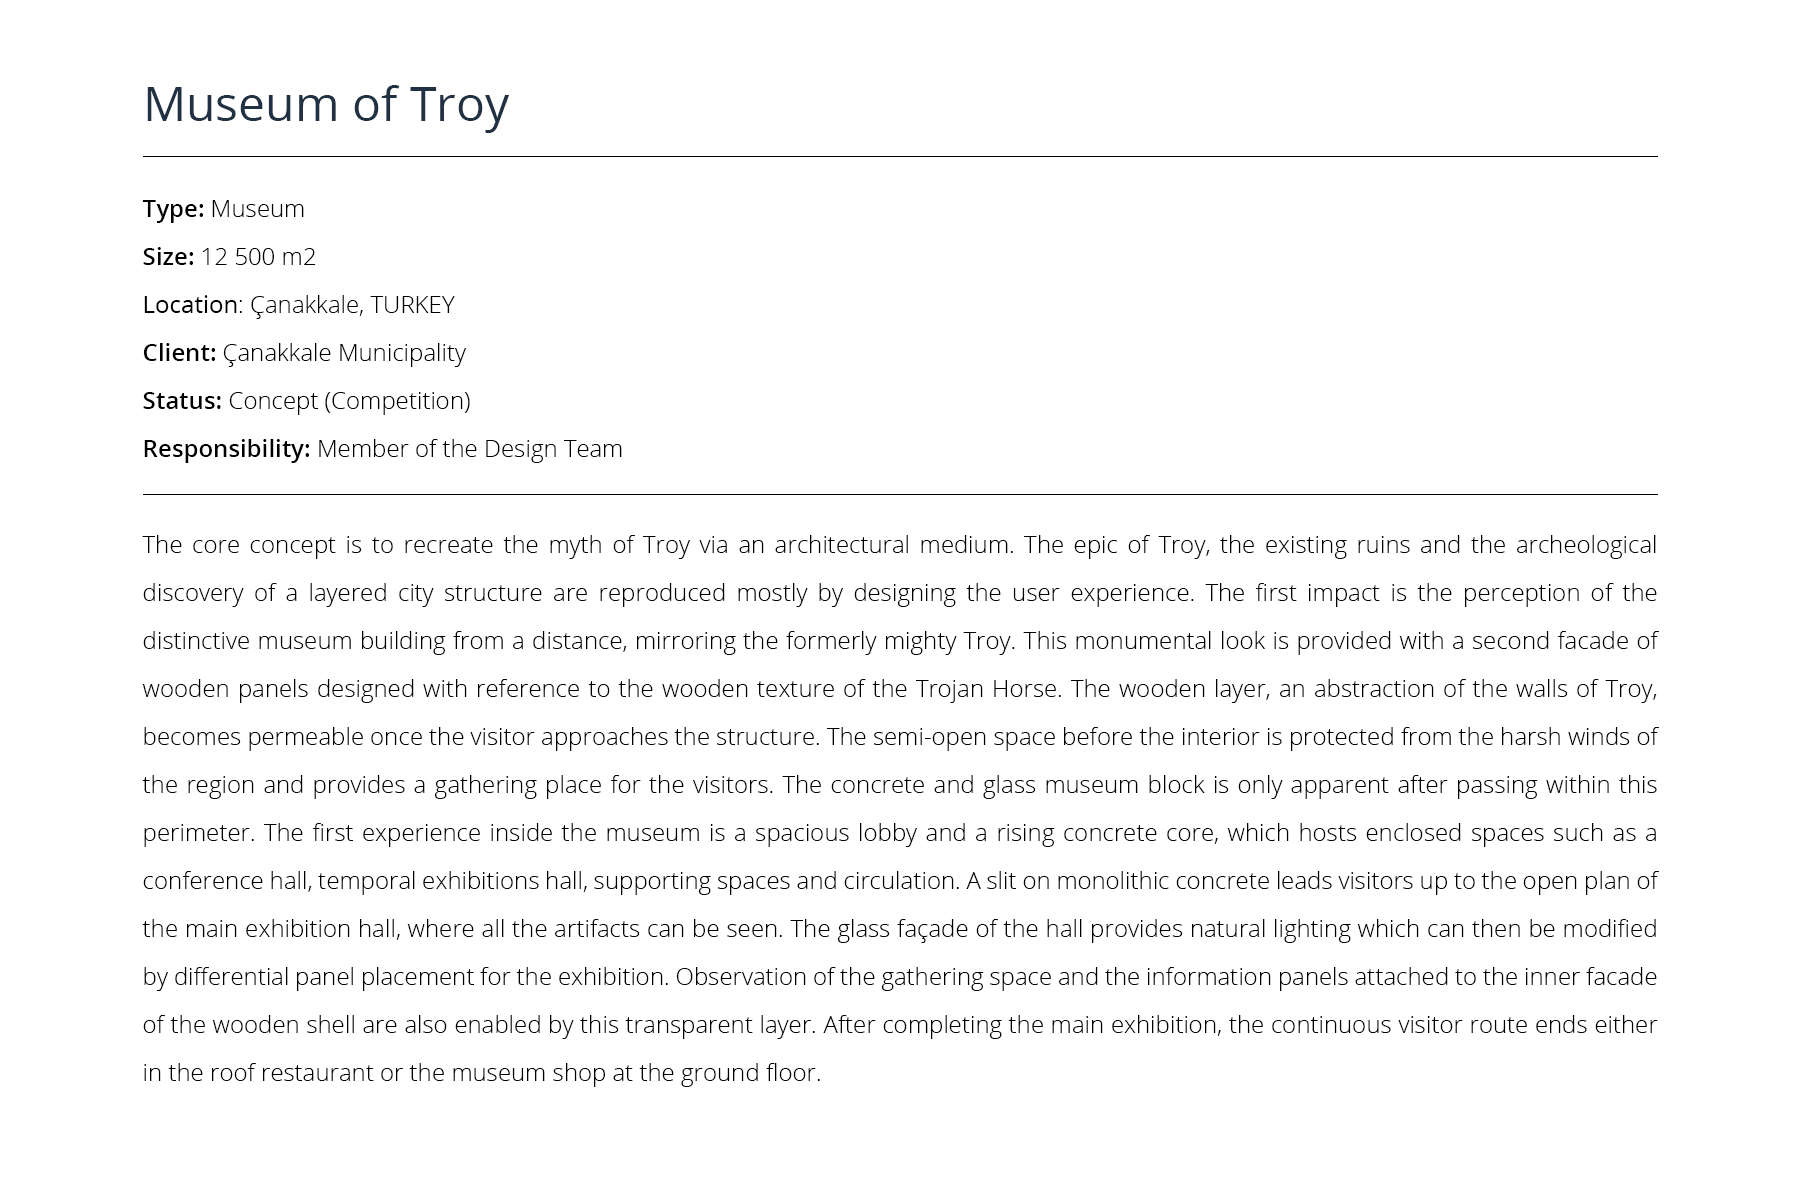 Museum of Troy
Type: Museum
Size: 12 500 m2
Location: Çanakkale, TURKEY
Client: Çanakkale Municipality
Status: Concept (Competition)
Responsibility: Member of the Design Team
The core concept is to recreate the myth of Troy via an architectural medium. The epic of Troy, the existing ruins and the archeological
discovery of a layered city structure are reproduced mostly by designing the user experience. The first impact is the perception of the
distinctive museum building from a distance, mirroring the formerly mighty Troy. This monumental look is provided with a second facade of
wooden panels designed with reference to the wooden texture of the Trojan Horse. The wooden layer, an abstraction of the walls of Troy,
becomes permeable once the visitor approaches the structure. The semi-open space before the interior is protected from the harsh winds of
the region and provides a gathering place for the visitors. The concrete and glass museum block is only apparent after passing within this
perimeter. The first experience inside the museum is a spacious lobby and a rising concrete core, which hosts enclosed spaces such as a
conference hall, temporal exhibitions hall, supporting spaces and circulation. A slit on monolithic concrete leads visitors up to the open plan of
the main exhibition hall, where all the artifacts can be seen. The glass façade of the hall provides natural lighting which can then be modified
by differential panel placement for the exhibition. Observation of the gathering space and the information panels attached to the inner facade
of the wooden shell are also enabled by this transparent layer. After completing the main exhibition, the continuous visitor route ends either
in the roof restaurant or the museum shop at the ground floor.